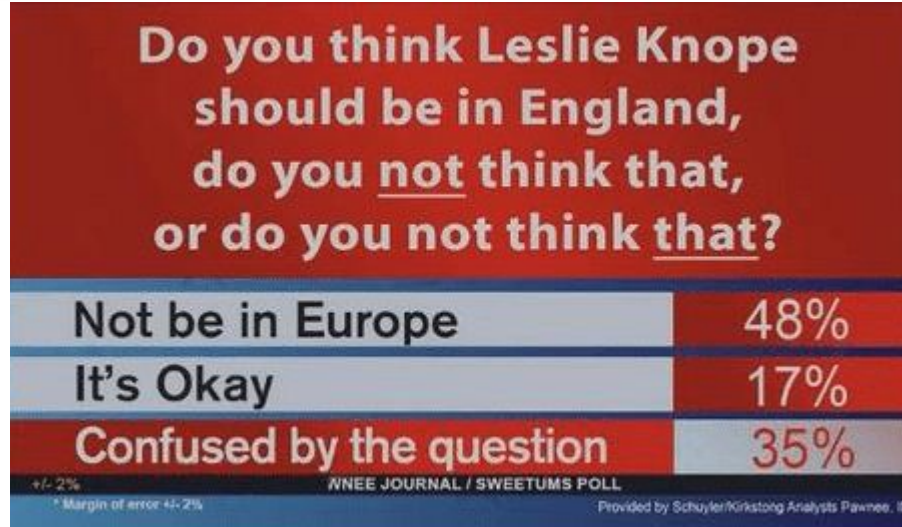 Do you think Leslie Knope
should be in England,
do you not think that,
or do you not think that?
Not be in Europe 48%
It's Okay 17%
Confused by the question 35%
+/- 2% WNEE JOURNAL / SWEETUMS POLL
* Margin of error +/- 2% Provided by Schuyler/Kirkstong Analysts Pawnee,